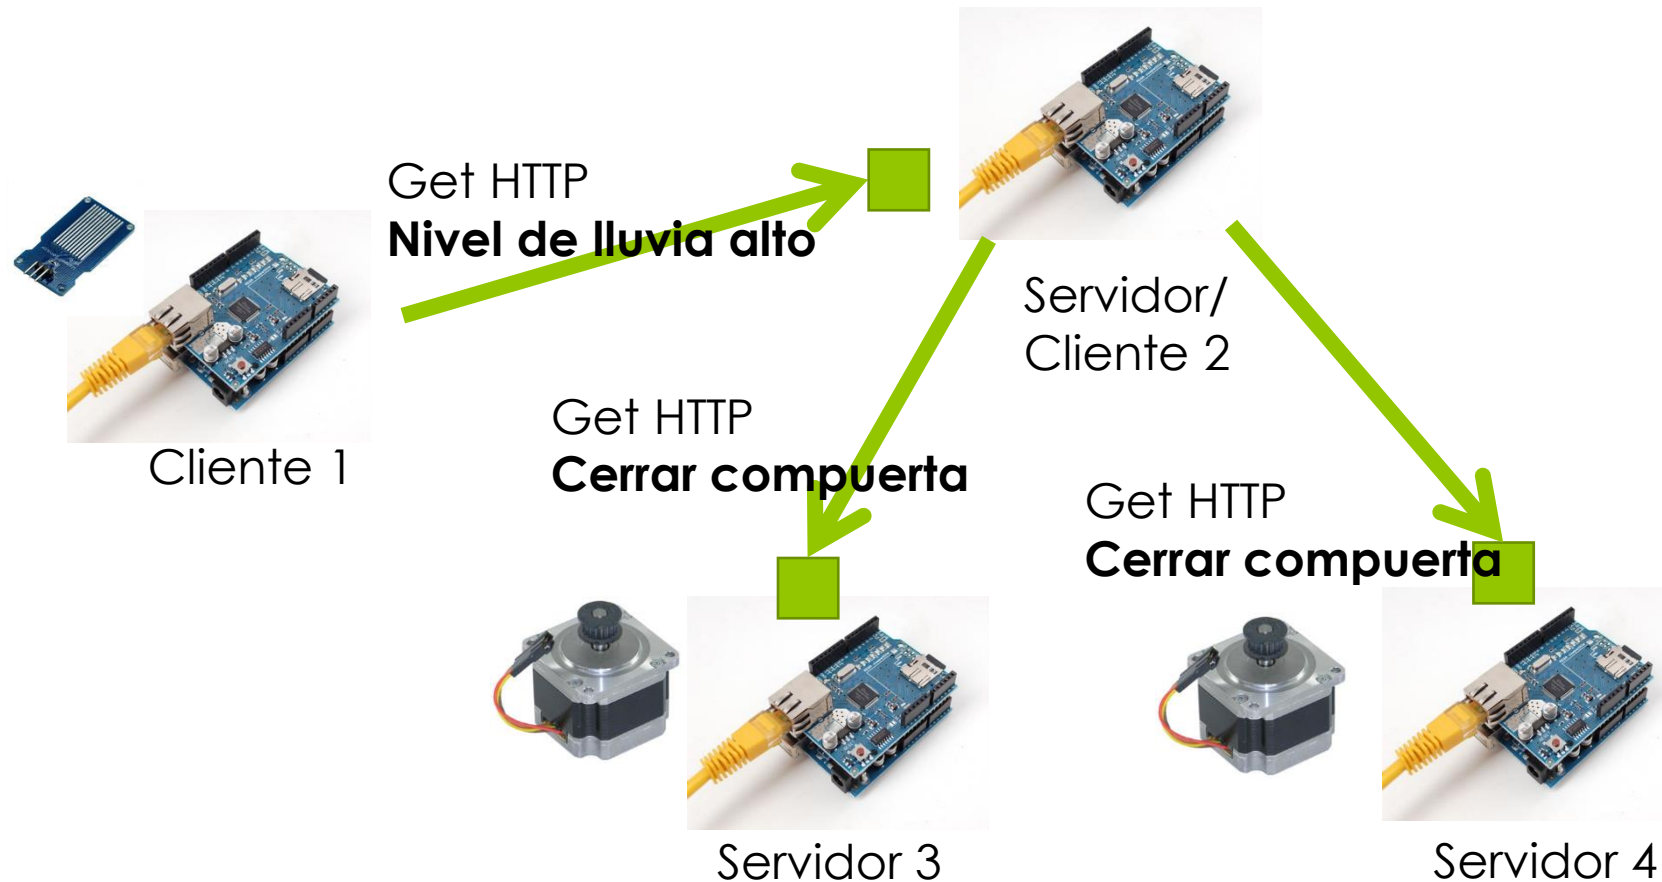 Get HTTP
Nivel de lluvia alto
Servidor/
Cliente 2
Get HTTP
Cerrar compuerta
Cliente 1
Get HTTP
Cerrar compuerta
Servidor 3
Servidor 4